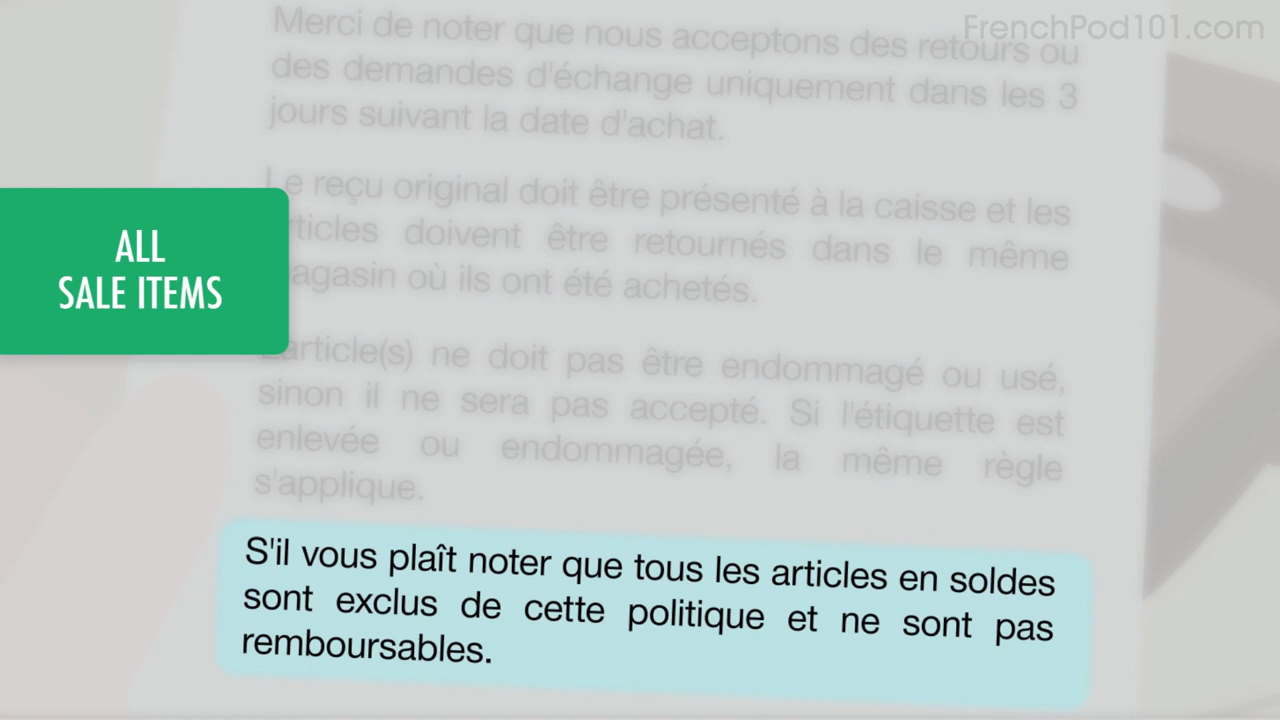 FrenchPod101.com
Merci de noter que nous acceptons des retours ou
des demandes d'échange uniquement dans les 3
jours suivant la date d'achat.
Le reçu original doit être présenté à la caisse et les
articles doivent être retournés dans le même
magasin où ils ont été achetés.
ALL
SALE ITEMS
L'article(s) ne doit pas être endommagé ou usé,
sinon il ne sera pas accepté. Si l'étiquette est
enlevée ou endommagée, la même règle
s'applique.
S'il vous plaît noter que tous les articles en soldes
sont exclus de cette politique et ne sont pas
remboursables.